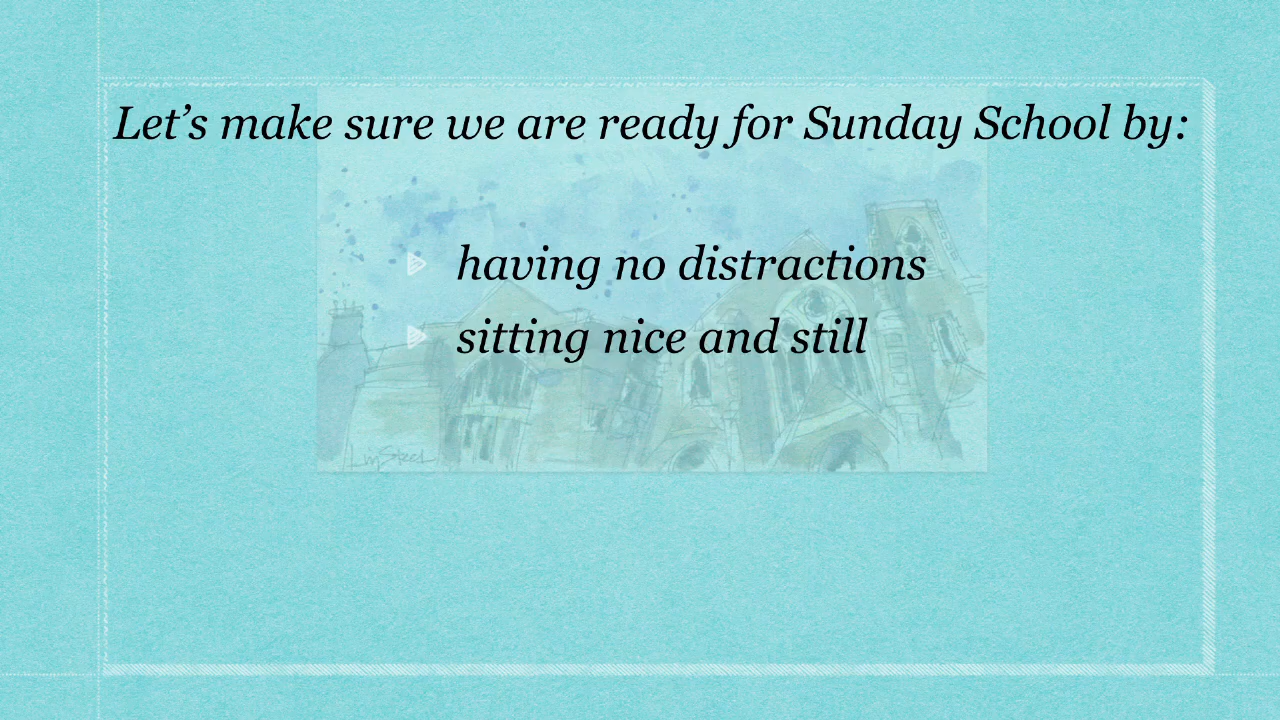 Let’s make sure we are ready for Sunday School by:
having no distractions
sitting nice and still